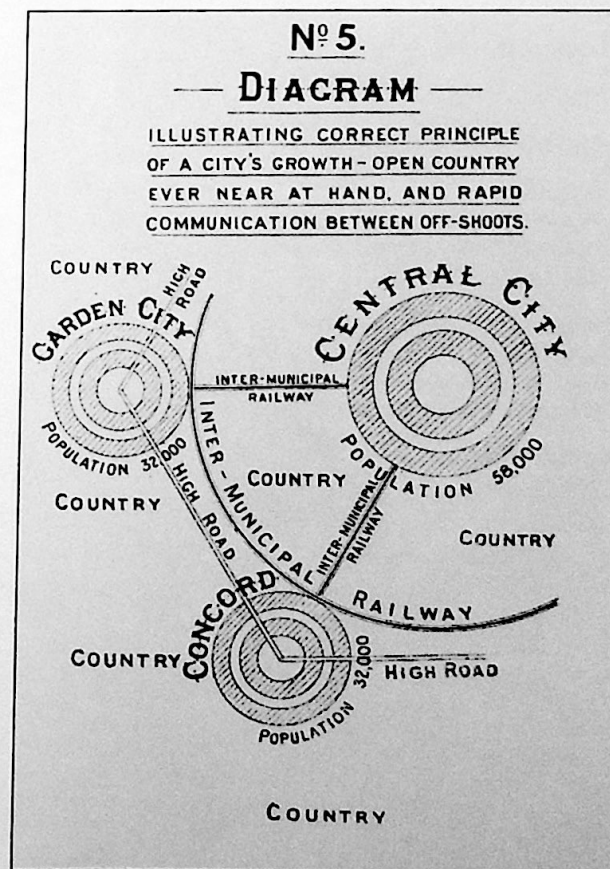 Nº 5.
DIAGRAM
ILLUSTRATING CORRECT PRINCIPLE
OF A CITY'S GROWTH – OPEN COUNTRY
EVER NEAR AT HAND, AND RAPID
COMMUNICATION BETWEEN OFF-SHOOTS.
COUNTRY
HIGH
ROAD
GARDEN CITY
CENTRAL CITY
INTER-MUNICIPAL
RAILWAY
POPULATION 32,000
INTER-MUNICIPAL RAILWAY
HIGH ROAD
COUNTRY
COUNTRY
POPULATION 58,000
INTER-MUNICIPAL
RAILWAY
COUNTRY
CONCORD
COUNTRY
POPULATION 32,000
HIGH ROAD
COUNTRY